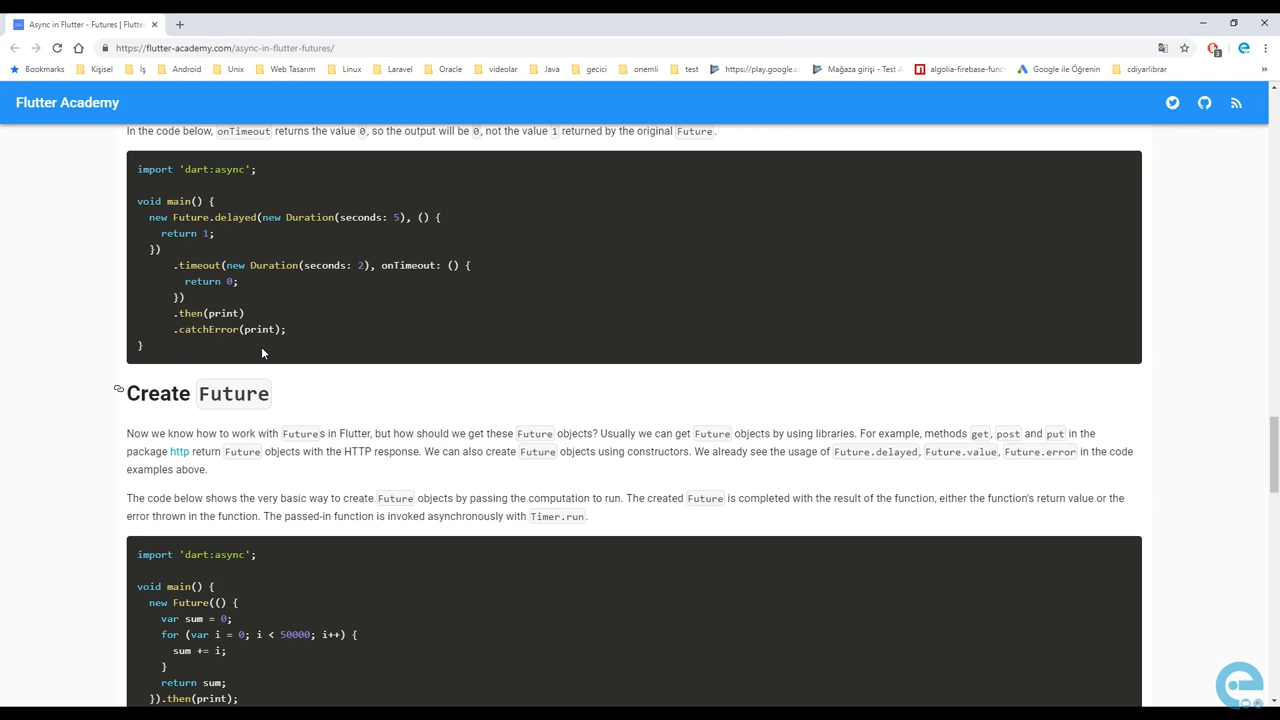 Async in Flutter - Futures | Flutter
https://flutter-academy.com/async-in-flutter-futures/
Bookmarks Kişisel İş Android Unix Web Tasarım Linux Laravel Oracle videolar Java gecici onemli test https://play.google.c Mağaza girişi - Test A algolia-firebase-func Google ile Öğrenin cdiyarlibrar »
Flutter Academy
In the code below, onTimeout returns the value 0, so the output will be 0, not the value 1 returned by the original Future.
import 'dart:async';
void main() {
new Future.delayed(new Duration(seconds: 5), () {
return 1;
})
.timeout(new Duration(seconds: 2), onTimeout: () {
return 0;
})
.then(print)
.catchError(print);
}
Create Future
Now we know how to work with Futures in Flutter, but how should we get these Future objects? Usually we can get Future objects by using libraries. For example, methods get, post and put in the
package http return Future objects with the HTTP response. We can also create Future objects using constructors. We already see the usage of Future.delayed, Future.value, Future.error in the code
examples above.
The code below shows the very basic way to create Future objects by passing the computation to run. The created Future is completed with the result of the function, either the function's return value or the
error thrown in the function. The passed-in function is invoked asynchronously with Timer.run.
import 'dart:async';
void main() {
new Future(() {
var sum = 0;
for (var i = 0; i < 50000; i++) {
sum += i;
}
return sum;
}).then(print);